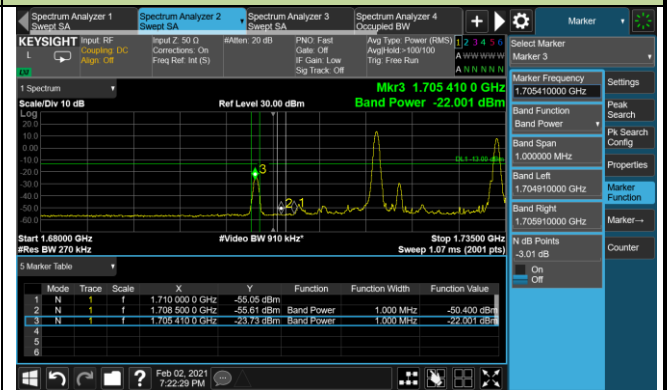 Spectrum Analyzer 1
Swept SA
Spectrum Analyzer 2
Swept SA
Spectrum Analyzer 3
Swept SA
Spectrum Analyzer 4
Occupied BW
+
Marker
KEYSIGHT
L
Input: RF
Coupling: DC
Align: Off
Input Z: 50 Ω
Corrections: On
Freq Ref: Int (S)
#Atten: 20 dB
PNO: Fast
Gate: Off
IF Gain: Low
Sig Track: Off
Avg Type: Power (RMS)
Avg|Hold:>100/100
Trig: Free Run
1 2 3 4 5 6
A W W W W W
A N N N N N
Select Marker
Marker 3
1 Spectrum
Scale/Div 10 dB
Ref Level 30.00 dBm
Mkr3 1.705 410 0 GHz
Band Power -22.001 dBm
Log
20.0
10.0
0.00
-10.0
-20.0
-30.0
-40.0
-50.0
-60.0
DL1 -13.00 dBm
3
2
1
Start 1.68000 GHz
#Res BW 270 kHz
#Video BW 910 kHz*
Stop 1.73500 GHz
Sweep 1.07 ms (2001 pts)
Marker Frequency
1.705410000 GHz
Band Function
Band Power
Band Span
1.000000 MHz
Band Left
1.704910000 GHz
Band Right
1.705910000 GHz
N dB Points
-3.01 dB
On
Off
Settings
Peak
Search
Pk Search
Config
Properties
Marker
Function
Marker→
Counter
5 Marker Table
Mode Trace Scale X Y Function Function Width Function Value
1 N 1 f 1.710 000 0 GHz -55.05 dBm
2 N 1 f 1.708 500 0 GHz -55.61 dBm Band Power 1.000 MHz -50.400 dBm
3 N 1 f 1.705 410 0 GHz -23.73 dBm Band Power 1.000 MHz -22.001 dBm
4
5
6
?
Feb 02, 2021
7:22:29 PM